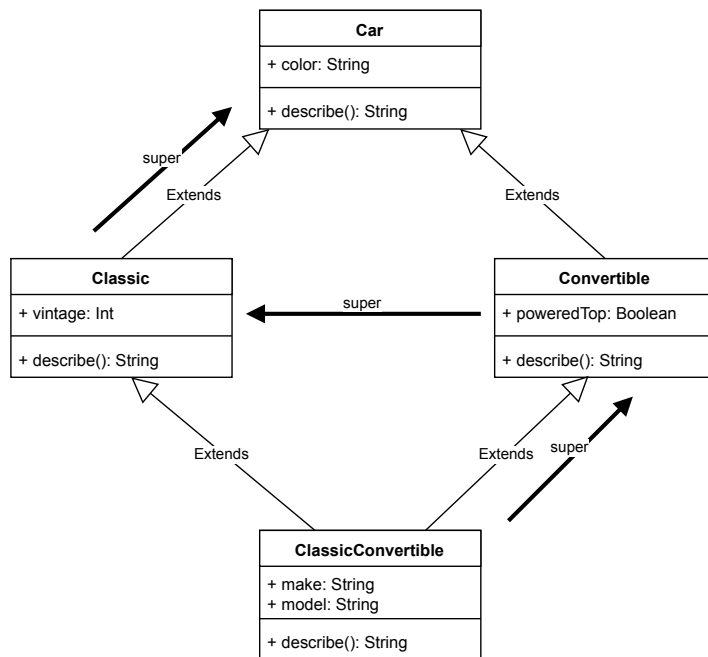 Car
+ color: String
+ describe(): String
super
Extends
Extends
Classic
+ vintage: Int
+ describe(): String
super
Convertible
+ poweredTop: Boolean
+ describe(): String
Extends
Extends
super
ClassicConvertible
+ make: String
+ model: String
+ describe(): String